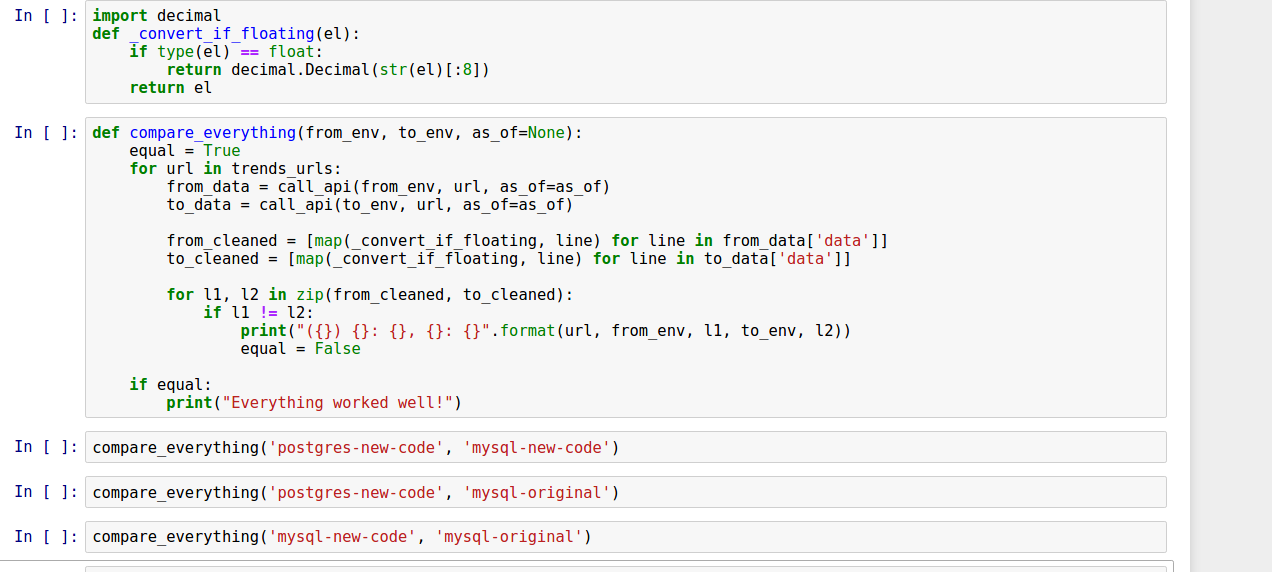 In [ ]: import decimal
def _convert_if_floating(el):
    if type(el) == float:
        return decimal.Decimal(str(el)[:8])
    return el
In [ ]: def compare_everything(from_env, to_env, as_of=None):
    equal = True
    for url in trends_urls:
        from_data = call_api(from_env, url, as_of=as_of)
        to_data = call_api(to_env, url, as_of=as_of)
        from_cleaned = [map(_convert_if_floating, line) for line in from_data['data']]
        to_cleaned = [map(_convert_if_floating, line) for line in to_data['data']]
        for l1, l2 in zip(from_cleaned, to_cleaned):
            if l1 != l2:
                print("({}) {}: {}, {}: {}".format(url, from_env, l1, to_env, l2))
                equal = False
    if equal:
        print("Everything worked well!")
In [ ]: compare_everything('postgres-new-code', 'mysql-new-code')
In [ ]: compare_everything('postgres-new-code', 'mysql-original')
In [ ]: compare_everything('mysql-new-code', 'mysql-original')